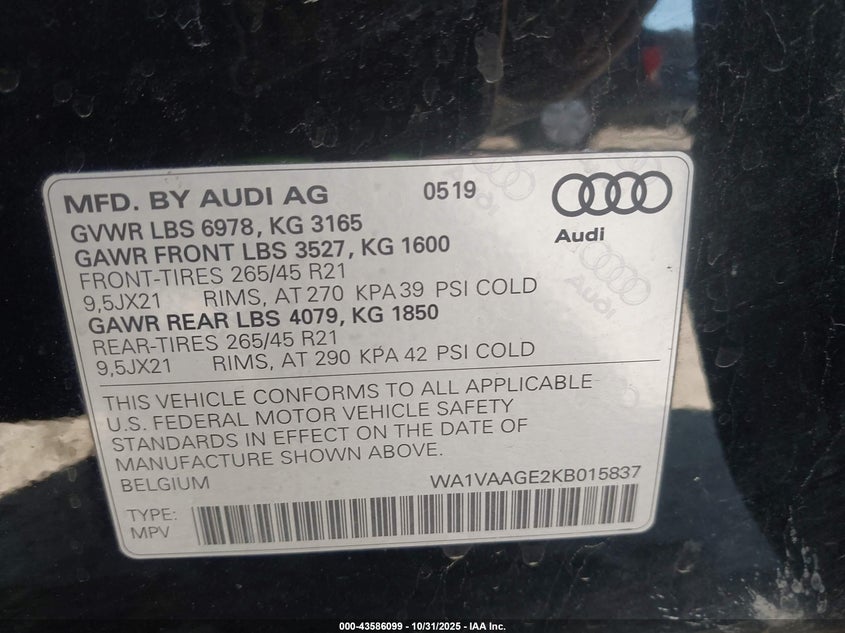 MFD. BY AUDI AG 0519
GVWR LBS 6978, KG 3165
GAWR FRONT LBS 3527, KG 1600
Audi
FRONT-TIRES 265/45 R21
9,5JX21 RIMS, AT 270 KPA 39 PSI COLD
Audi
GAWR REAR LBS 4079, KG 1850
REAR-TIRES 265/45 R21
9,5JX21 RIMS, AT 290 KPA 42 PSI COLD
THIS VEHICLE CONFORMS TO ALL APPLICABLE
U.S. FEDERAL MOTOR VEHICLE SAFETY
STANDARDS IN EFFECT ON THE DATE OF
MANUFACTURE SHOWN ABOVE.
BELGIUM WA1VAAGE2KB015837
TYPE:
MPV
000-43586099 - 10/31/2025 - IAA Inc.